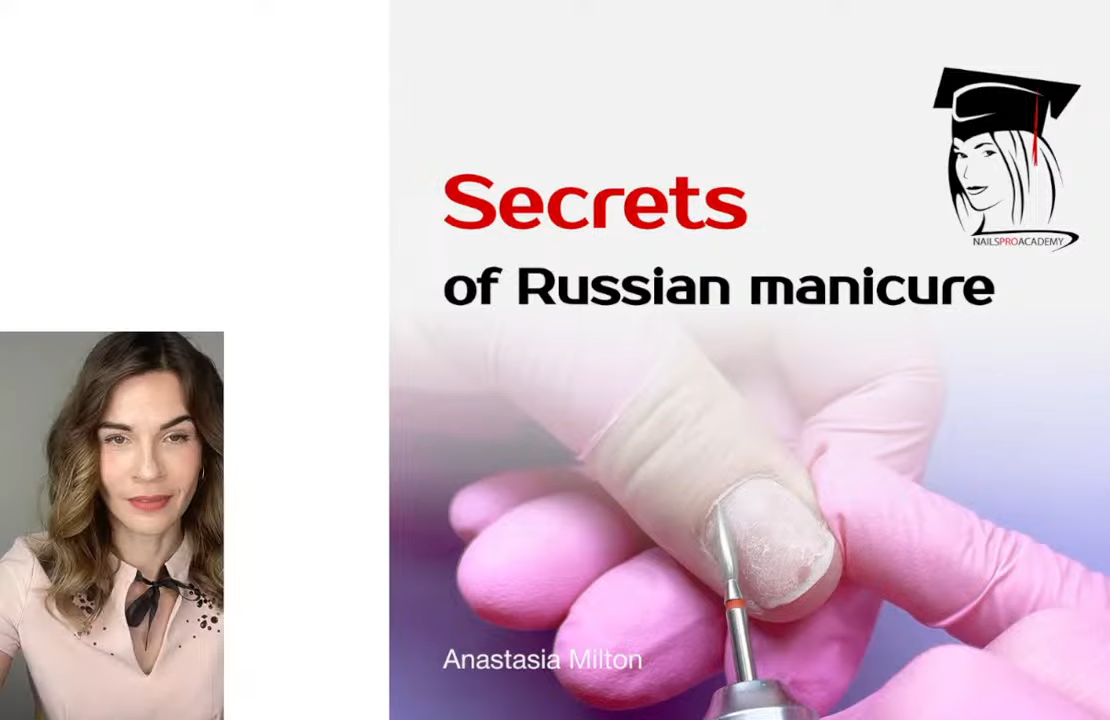 Secrets
of Russian manicure
NAILSPROACADEMY
Anastasia Milton